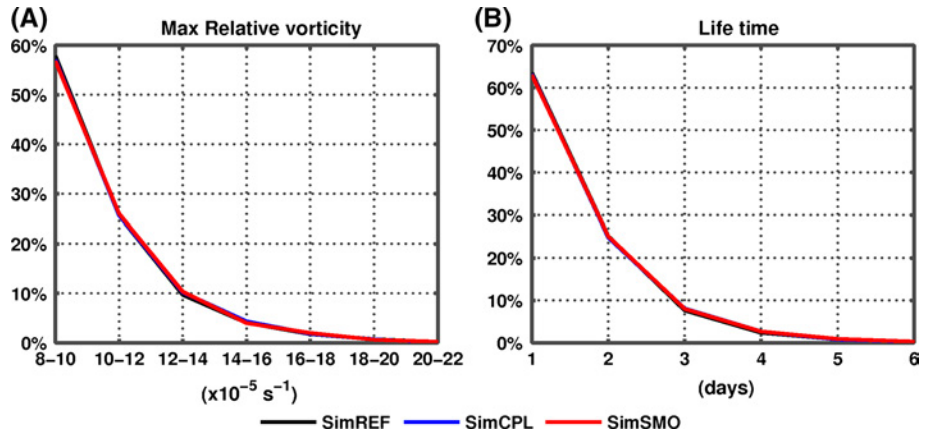 (A)
Max Relative vorticity
60%
50%
40%
30%
20%
10%
0%
8−10 10−12 12−14 14−16 16−18 18−20 20−22
(x10⁻⁵ s⁻¹)
(B)
Life time
70%
60%
50%
40%
30%
20%
10%
0%
1 2 3 4 5 6
(days)
SimREF SimCPL SimSMO